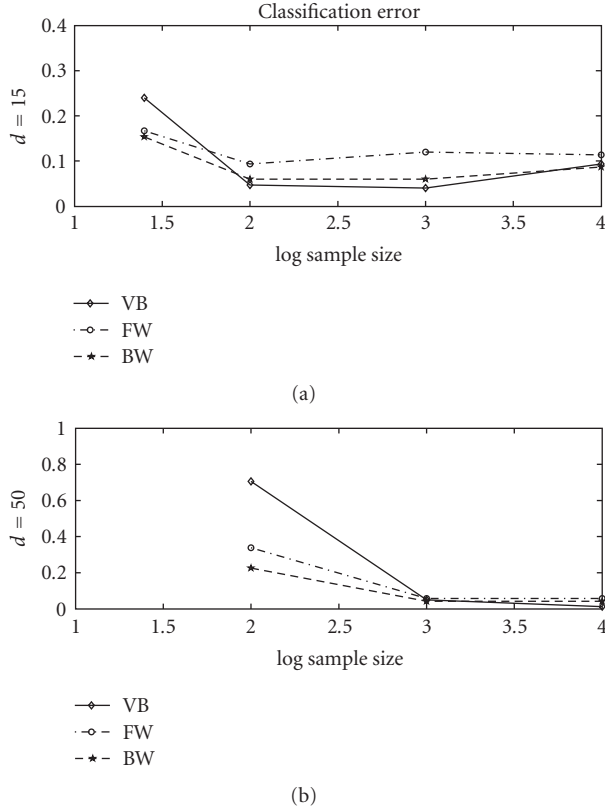 Classification error
0.4
0.3
0.2
0.1
0
d = 15
1 1.5 2 2.5 3 3.5 4
log sample size
VB
FW
BW
(a)
1
0.8
0.6
0.4
0.2
0
d = 50
1 1.5 2 2.5 3 3.5 4
log sample size
VB
FW
BW
(b)